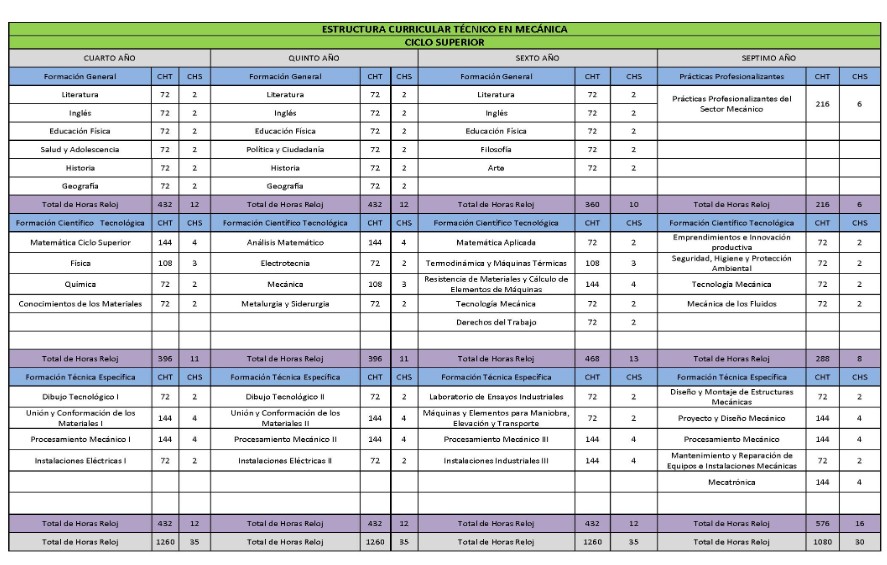 ESTRUCTURA CURRICULAR TÉCNICO EN MECÁNICA
CICLO SUPERIOR
CUARTO AÑO QUINTO AÑO SEXTO AÑO SEPTIMO AÑO
Formación General CHT CHS Formación General CHT CHS Formación General CHT CHS Prácticas Profesionalizantes CHT CHS
Literatura 72 2 Literatura 72 2 Literatura 72 2 Prácticas Profesionalizantes del Sector Mecánico 216 6
Inglés 72 2 Inglés 72 2 Inglés 72 2
Educación Física 72 2 Educación Física 72 2 Educación Física 72 2
Salud y Adolescencia 72 2 Política y Ciudadanía 72 2 Filosofía 72 2
Historia 72 2 Historia 72 2 Arte 72 2
Geografía 72 2 Geografía 72 2
Total de Horas Reloj 432 12 Total de Horas Reloj 432 12 Total de Horas Reloj 360 10 Total de Horas Reloj 216 6
Formación Científico Tecnológica CHT CHS Formación Científico Tecnológica CHT CHS Formación Científico Tecnológica CHT CHS Formación Científico Tecnológica CHT CHS
Matemática Ciclo Superior 144 4 Análisis Matemático 144 4 Matemática Aplicada 72 2 Emprendimientos e Innovación productiva 72 2
Física 108 3 Electrotecnia 72 2 Termodinámica y Máquinas Térmicas 108 3 Seguridad, Higiene y Protección Ambiental 72 2
Química 72 2 Mecánica 108 3 Resistencia de Materiales y Cálculo de Elementos de Máquinas 144 4 Tecnología Mecánica 72 2
Conocimientos de los Materiales 72 2 Metalurgia y Siderurgia 72 2 Tecnología Mecánica 72 2 Mecánica de los Fluidos 72 2
Derechos del Trabajo 72 2
Total de Horas Reloj 396 11 Total de Horas Reloj 396 11 Total de Horas Reloj 468 13 Total de Horas Reloj 288 8
Formación Técnica Específica CHT CHS Formación Técnica Específica CHT CHS Formación Técnica Específica CHT CHS Formación Técnica Específica CHT CHS
Dibujo Tecnológico I 72 2 Dibujo Tecnológico II 72 2 Laboratorio de Ensayos Industriales 72 2 Diseño y Montaje de Estructuras Mecánicas 72 2
Unión y Conformación de los Materiales I 144 4 Unión y Conformación de los Materiales II 144 4 Máquinas y Elementos para Maniobra, Elevación y Transporte 72 2 Proyecto y Diseño Mecánico 144 4
Procesamiento Mecánico I 144 4 Procesamiento Mecánico II 144 4 Procesamiento Mecánico III 144 4 Procesamiento Mecánico 144 4
Instalaciones Eléctricas I 72 2 Instalaciones Eléctricas II 72 2 Instalaciones Industriales III 144 4 Mantenimiento y Reparación de Equipos e Instalaciones Mecánicas 72 2
Mecatrónica 144 4
Total de Horas Reloj 432 12 Total de Horas Reloj 432 12 Total de Horas Reloj 432 12 Total de Horas Reloj 576 16
Total de Horas Reloj 1260 35 Total de Horas Reloj 1260 35 Total de Horas Reloj 1260 35 Total de Horas Reloj 1080 30